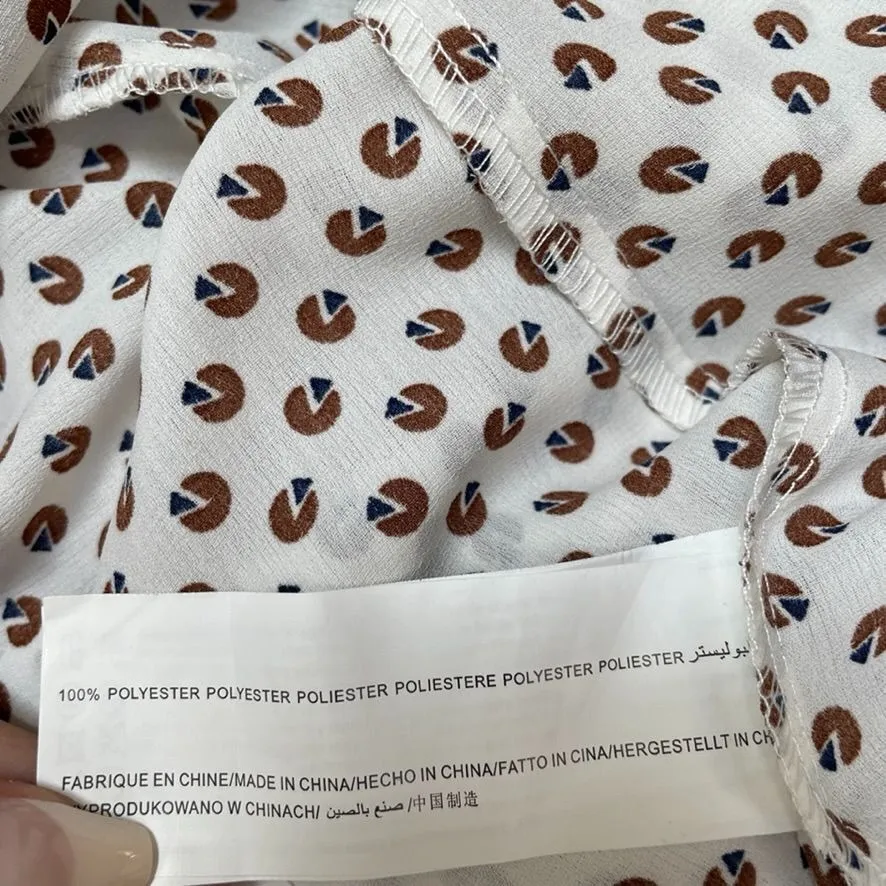 100% POLYESTER POLYESTER POLIESTER POLIESTERE POLYESTER POLIESTER بوليستر
FABRIQUE EN CHINE/MADE IN CHINA/HECHO IN CHINA/FATTO IN CINA/HERGESTELLT IN CH
YPRODUKOWANO W CHINACH/ صنع بالصين /中国制造